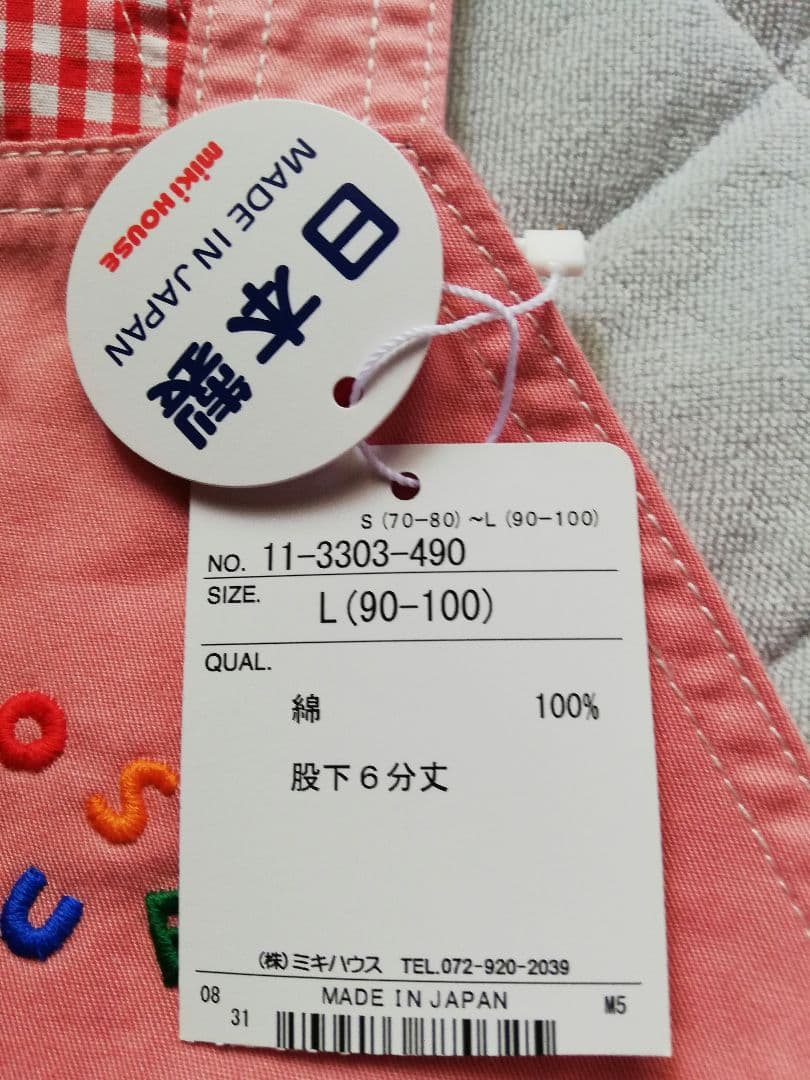 日本製
MADE IN JAPAN
miki HOUSE
S (70-80) ~L (90-100)
NO. 11-3303-490
SIZE. L(90-100)
QUAL.
綿 100%
股下6分丈
(株)ミキハウス TEL.072-920-2039
08 MADE IN JAPAN M5
31
O
S
U
E